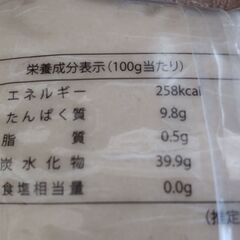 栄養成分表示(100g当たり)
エネルギー 258kcal
たんぱく質 9.8g
脂質 0.5g
炭水化物 39.9g
食塩相当量 0.0g
(推定